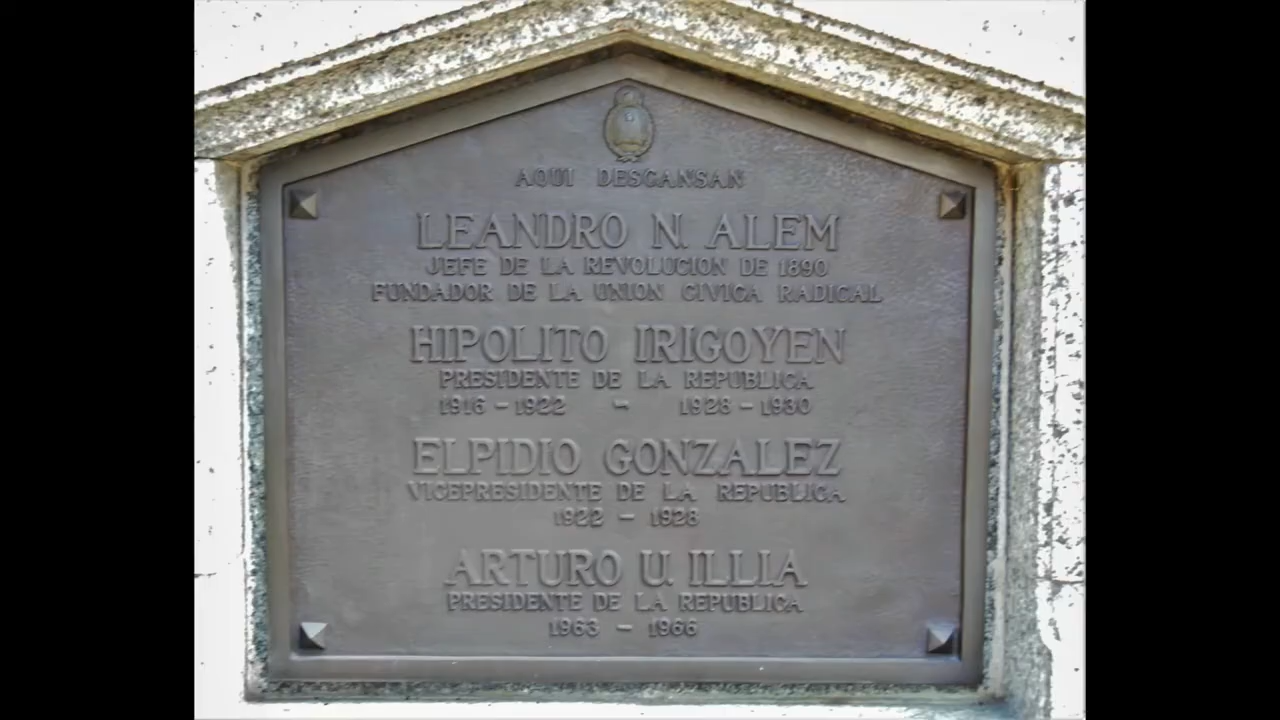 AQUI DESCANSAN
LEANDRO N. ALEM
JEFE DE LA REVOLUCION DE 1890
FUNDADOR DE LA UNION CIVICA RADICAL
HIPOLITO IRIGOYEN
PRESIDENTE DE LA REPUBLICA
1916 - 1922 - 1928 - 1930
ELPIDIO GONZALEZ
VICEPRESIDENTE DE LA REPUBLICA
1922 - 1928
ARTURO U. ILLIA
PRESIDENTE DE LA REPUBLICA
1963 - 1966